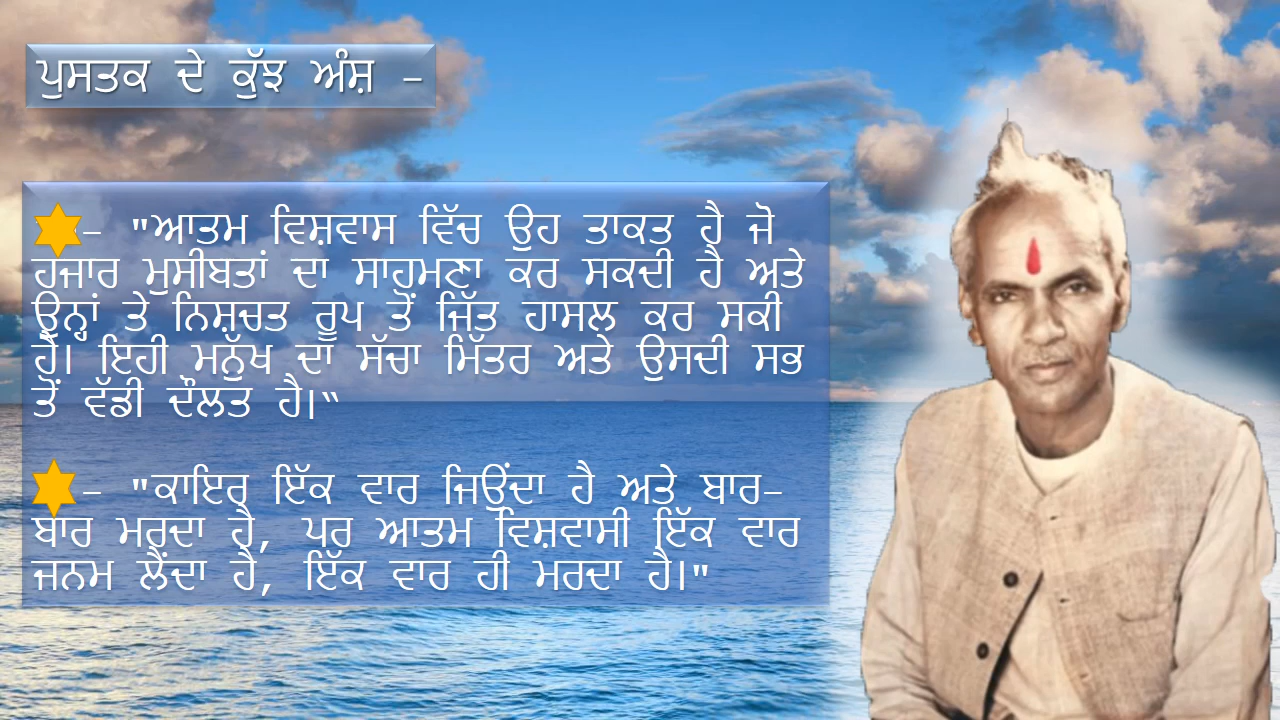 ਪੁਸਤਕ ਦੇ ਕੁੱਝ ਅੰਸ਼ –
– "ਆਤਮ ਵਿਸ਼ਵਾਸ ਵਿੱਚ ਉਹ ਤਾਕਤ ਹੈ ਜੋ
ਹਜਾਰ ਮੁਸੀਬਤਾਂ ਦਾ ਸਾਹਮਣਾ ਕਰ ਸਕਦੀ ਹੈ ਅਤੇ
ਉਨ੍ਹਾਂ ਤੇ ਨਿਸ਼ਚਤ ਰੂਪ ਤੋਂ ਜਿੱਤ ਹਾਸਲ ਕਰ ਸਕੀ
ਹੈ। ਇਹੀ ਮਨੁੱਖ ਦਾ ਸੱਚਾ ਮਿੱਤਰ ਅਤੇ ਉਸਦੀ ਸਭ
ਤੋਂ ਵੱਡੀ ਦੌਲਤ ਹੈ।“
– "ਕਾਇਰ ਇੱਕ ਵਾਰ ਜਿਉਂਦਾ ਹੈ ਅਤੇ ਬਾਰ–
ਬਾਰ ਮਰਦਾ ਹੈ, ਪਰ ਆਤਮ ਵਿਸ਼ਵਾਸੀ ਇੱਕ ਵਾਰ
ਜਨਮ ਲੈਂਦਾ ਹੈ, ਇੱਕ ਵਾਰ ਹੀ ਮਰਦਾ ਹੈ।"